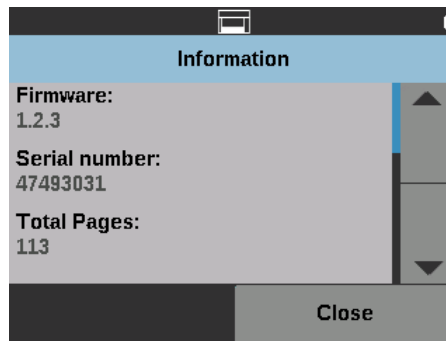 Information
Firmware:
1.2.3
Serial number:
47493031
Total Pages:
113
Close